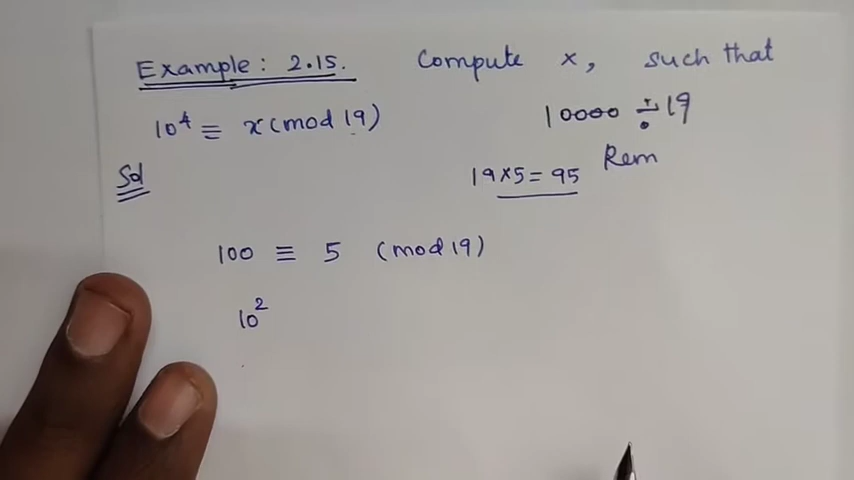 Example: 2.15. Compute x, such that
10⁴ ≡ x (mod 19) 10000 ÷ 19
Sol 19×5=95 Rem
100 ≡ 5 (mod 19)
10²